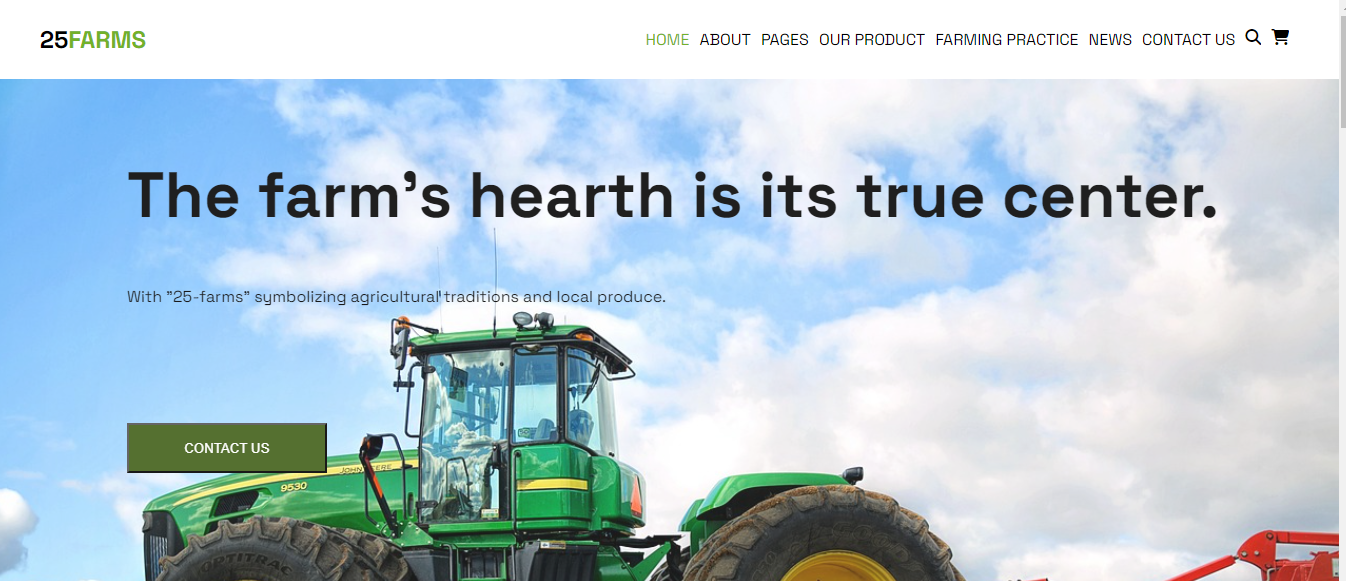 25FARMS
HOME ABOUT PAGES OUR PRODUCT FARMING PRACTICE NEWS CONTACT US
The farm’s hearth is its true center.
With ”25-farms” symbolizing agricultural traditions and local produce.
CONTACT US
JOHN DEERE
9530
OPTITRAC